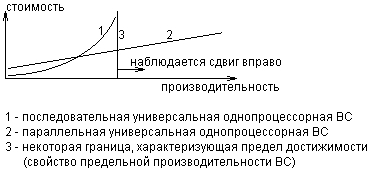 стоимость
1
3
2
наблюдается сдвиг вправо
производительность
1 - последовательная универсальная однопроцессорная ВС
2 - параллельная универсальная однопроцессорная ВС
3 - некоторая граница, характеризующая предел достижимости
(свойство предельной производительности ВС)